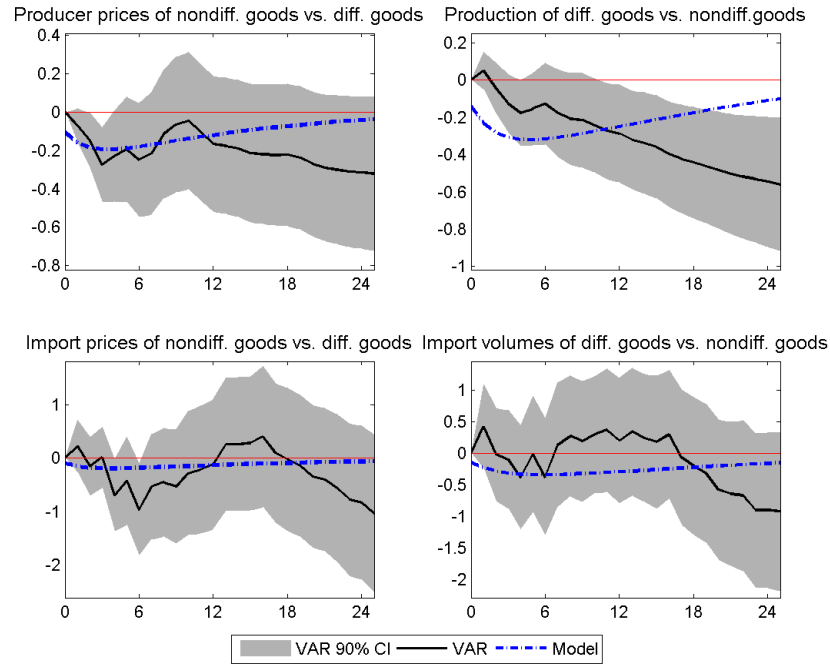 Producer prices of nondiff. goods vs. diff. goods
0.4
0.2
0
-0.2
-0.4
-0.6
-0.8
0 6 12 18 24
Production of diff. goods vs. nondiff.goods
0.2
0
-0.2
-0.4
-0.6
-0.8
-1
0 6 12 18 24
Import prices of nondiff. goods vs. diff. goods
1
0
-1
-2
0 6 12 18 24
Import volumes of diff. goods vs. nondiff. goods
1
0.5
0
-0.5
-1
-1.5
-2
0 6 12 18 24
VAR 90% CI VAR Model